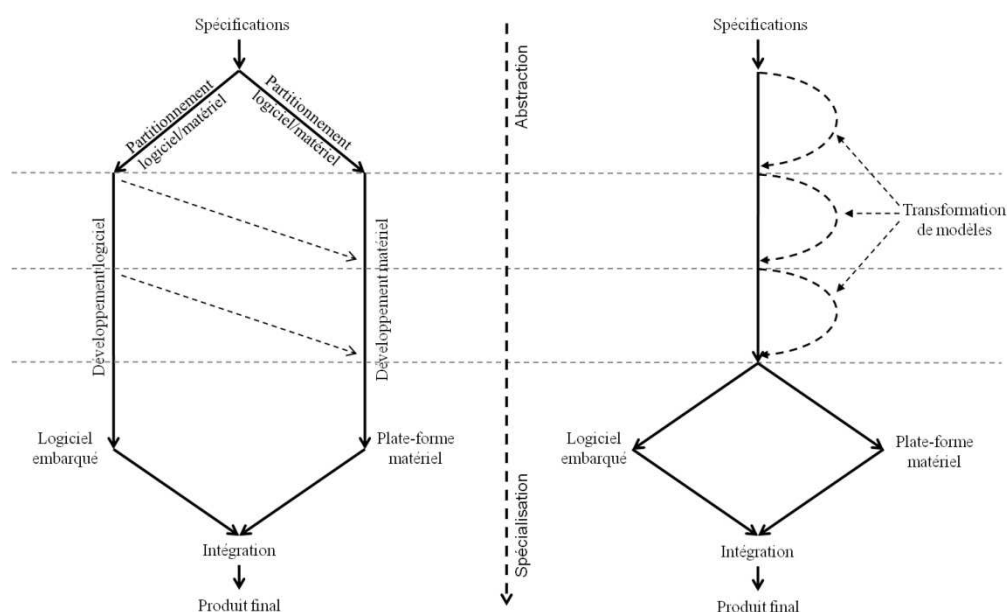 Spécifications
Partitionnement
logiciel/matériel
Partitionnement
logiciel/matériel
Développement logiciel
Développement matériel
Logiciel
embarqué
Plate-forme
matériel
Intégration
Produit final
Abstraction
Spécialisation
Spécifications
Transformation
de modèles
Logiciel
embarqué
Plate-forme
matériel
Intégration
Produit final